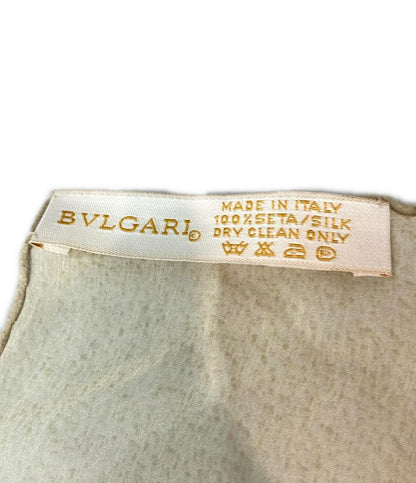 BVLGARI
MADE IN ITALY
100%SETA/SILK
DRY CLEAN ONLY